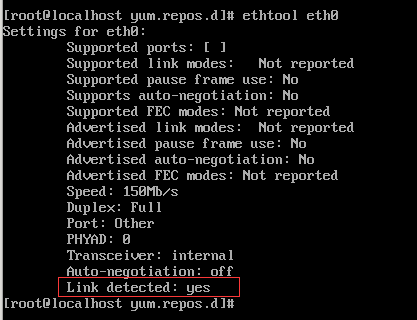 [root@localhost yum.repos.d]# ethtool eth0
Settings for eth0:
Supported ports: [ ]
Supported link modes:   Not reported
Supported pause frame use: No
Supports auto-negotiation: No
Supported FEC modes: Not reported
Advertised link modes:  Not reported
Advertised pause frame use: No
Advertised auto-negotiation: No
Advertised FEC modes: Not reported
Speed: 150Mb/s
Duplex: Full
Port: Other
PHYAD: 0
Transceiver: internal
Auto-negotiation: off
Link detected: yes
[root@localhost yum.repos.d]#